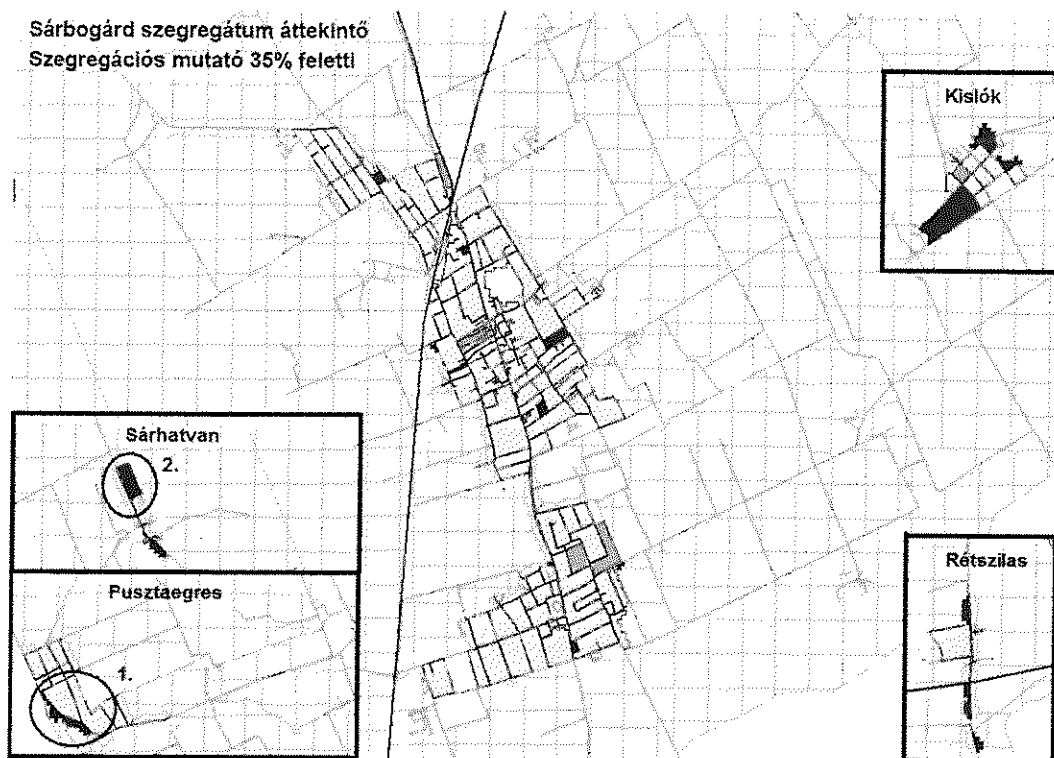 Sárbogárd szegregátum áttekintő
Szegregációs mutató 35% feletti
Kislók
Sárhatvan
2.
Pusztaegres
1.
Rétszilas